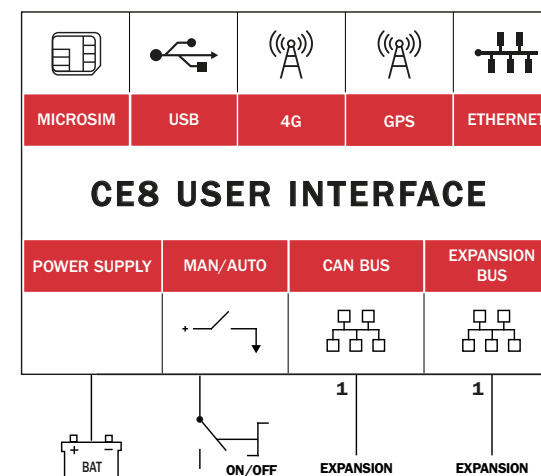 MICROSIM USB 4G GPS ETHERNET
CE8 USER INTERFACE
POWER SUPPLY MAN/AUTO CAN BUS EXPANSION
BUS
+
1 1
+ −
BAT ON/OFF EXPANSION EXPANSION